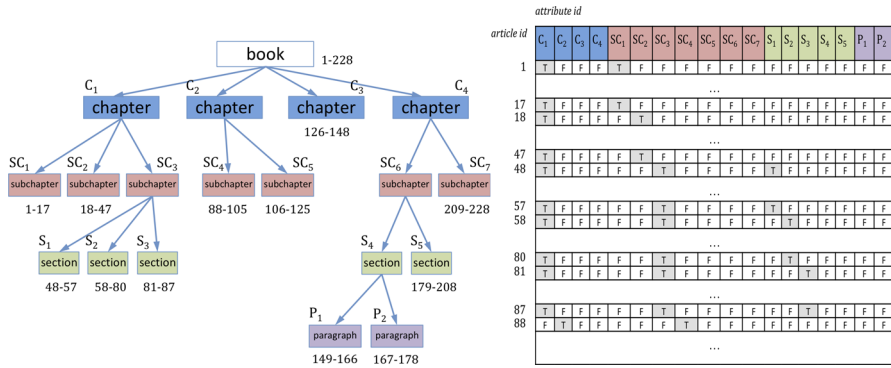 book
1-228
C1 C2 C3 C4
chapter chapter chapter chapter
126-148
SC1 SC2 SC3 SC4 SC5 SC6 SC7
subchapter subchapter subchapter subchapter subchapter subchapter subchapter
1-17 18-47 88-105 106-125 209-228
S1 S2 S3 S4 S5
section section section section section
48-57 58-80 81-87 179-208
P1 P2
paragraph paragraph
149-166 167-178
attribute id
article id
C1 C2 C3 C4 SC1 SC2 SC3 SC4 SC5 SC6 SC7 S1 S2 S3 S4 S5 P1 P2
1 T F F F T F F F F F F F F F F F F F
...
17 T F F F T F F F F F F F F F F F F F
18 T F F F F T F F F F F F F F F F F F
...
47 T F F F F T F F F F F F F F F F F F
48 T F F F F F T F F F F T F F F F F F
...
57 T F F F F F T F F F F T F F F F F F
58 T F F F F F T F F F F F T F F F F F
...
80 T F F F F F T F F F F F T F F F F F
81 T F F F F F T F F F F F F T F F F F
...
87 T F F F F F T F F F F F F T F F F F
88 F T F F F F F T F F F F F F F F F F
...